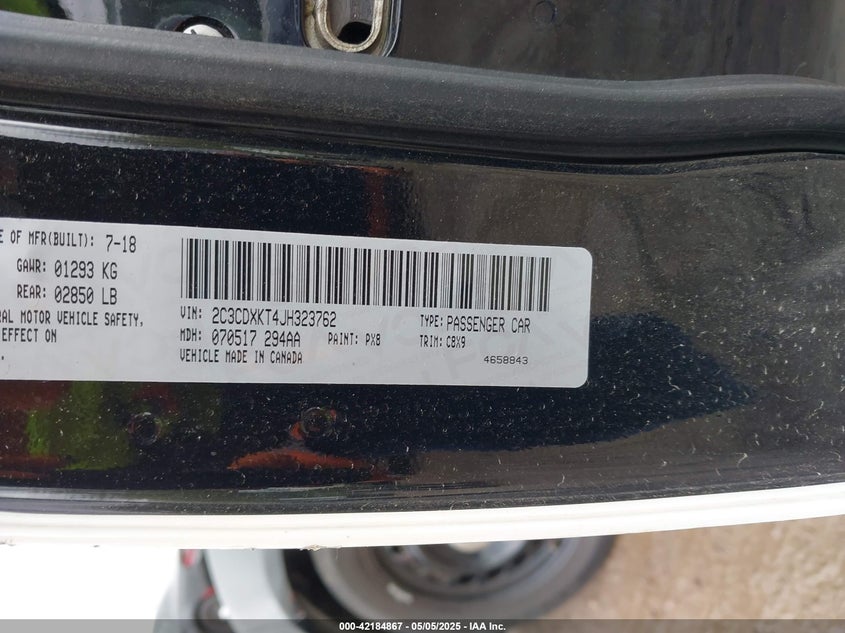 E OF MFR(BUILT): 7-18
GAWR: 01293 KG
REAR: 02850 LB
RAL MOTOR VEHICLE SAFETY,
EFFECT ON
VIN: 2C3CDXKT4JH323762
TYPE: PASSENGER CAR
MDH: 070517 294AA
PAINT: PX8
TRIM: C8X9
VEHICLE MADE IN CANADA
4658843
000-42184867 - 05/05/2025 - IAA Inc.